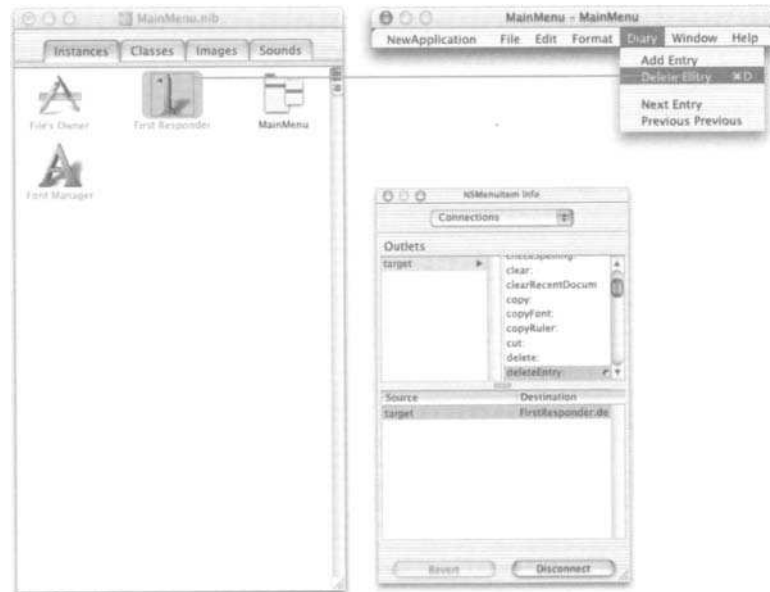 MainMenu.nib
Instances Classes Images Sounds
File's Owner First Responder MainMenu
Font Manager
MainMenu - MainMenu
NewApplication File Edit Format Diary Window Help
Add Entry
Delete Entry ⌘D
Next Entry
Previous Previous
NSMenuItem Info
Connections
Outlets
target
checkSpelling:
clear:
clearRecentDocum
copy:
copyFont:
copyRuler:
cut:
delete:
deleteEntry:
Source Destination
target FirstResponder.de
Revert Disconnect